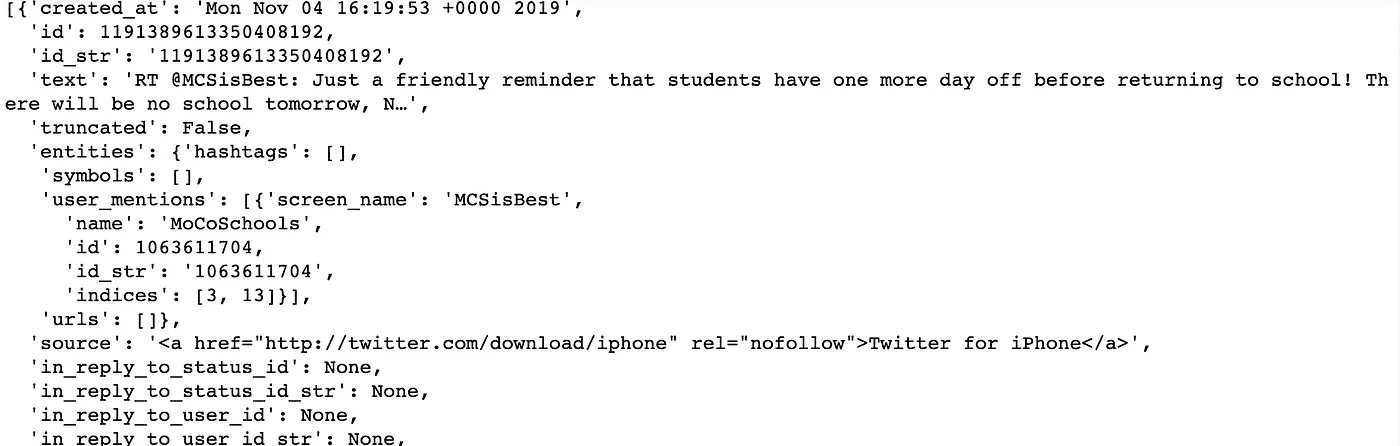 [{'created_at': 'Mon Nov 04 16:19:53 +0000 2019',
'id': 1191389613350408192,
'id_str': '1191389613350408192',
'text': 'RT @MCSisBest: Just a friendly reminder that students have one more day off before returning to school! Th
ere will be no school tomorrow, N…',
'truncated': False,
'entities': {'hashtags': [],
'symbols': [],
'user_mentions': [{'screen_name': 'MCSisBest',
'name': 'MoCoSchools',
'id': 1063611704,
'id_str': '1063611704',
'indices': [3, 13]}],
'urls': []},
'source': '<a href="http://twitter.com/download/iphone" rel="nofollow">Twitter for iPhone</a>',
'in_reply_to_status_id': None,
'in_reply_to_status_id_str': None,
'in_reply_to_user_id': None,
'in_reply_to_user_id_str': None,